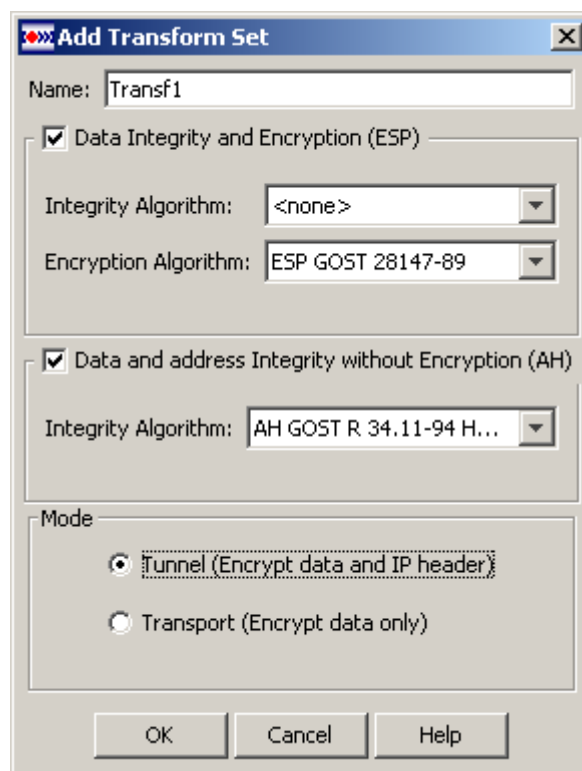 Add Transform Set
Name: Transf1
Data Integrity and Encryption (ESP)
Integrity Algorithm: <none>
Encryption Algorithm: ESP GOST 28147-89
Data and address Integrity without Encryption (AH)
Integrity Algorithm: AH GOST R 34.11-94 H...
Mode
Tunnel (Encrypt data and IP header)
Transport (Encrypt data only)
OK Cancel Help